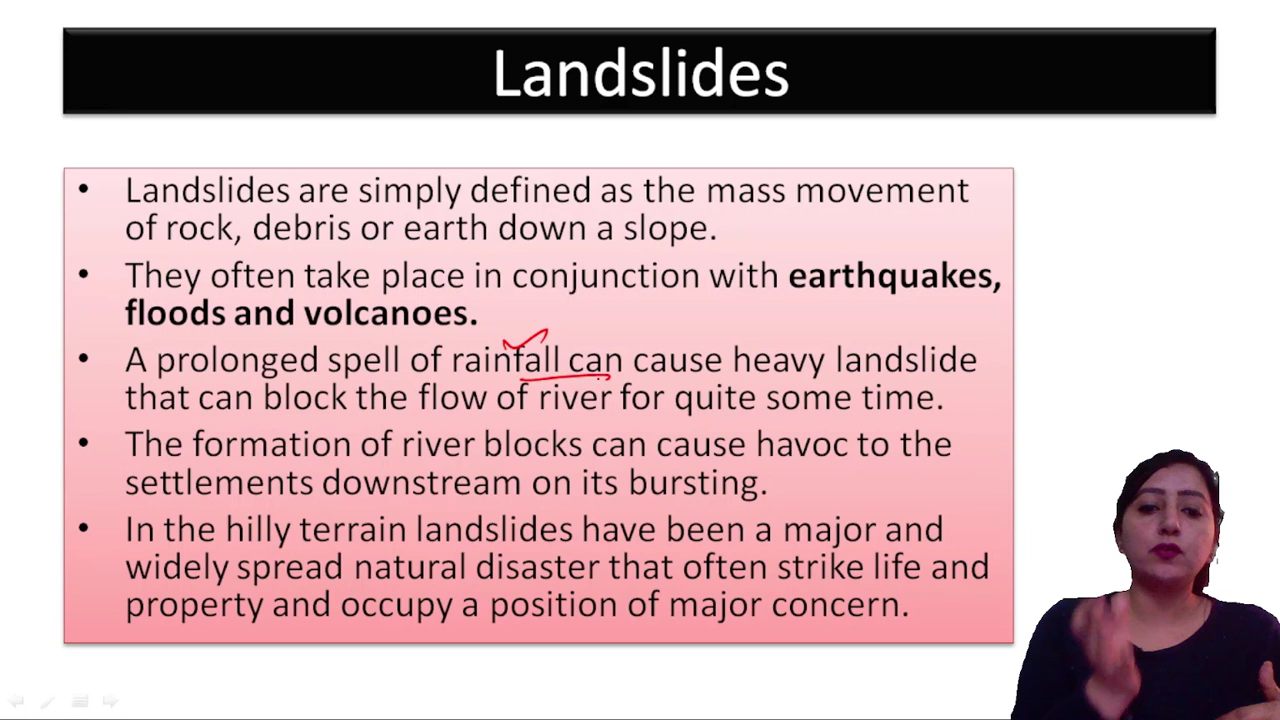 Landslides
• Landslides are simply defined as the mass movement
of rock, debris or earth down a slope.
• They often take place in conjunction with earthquakes,
floods and volcanoes.
• A prolonged spell of rainfall can cause heavy landslide
that can block the flow of river for quite some time.
• The formation of river blocks can cause havoc to the
settlements downstream on its bursting.
• In the hilly terrain landslides have been a major and
widely spread natural disaster that often strike life and
property and occupy a position of major concern.